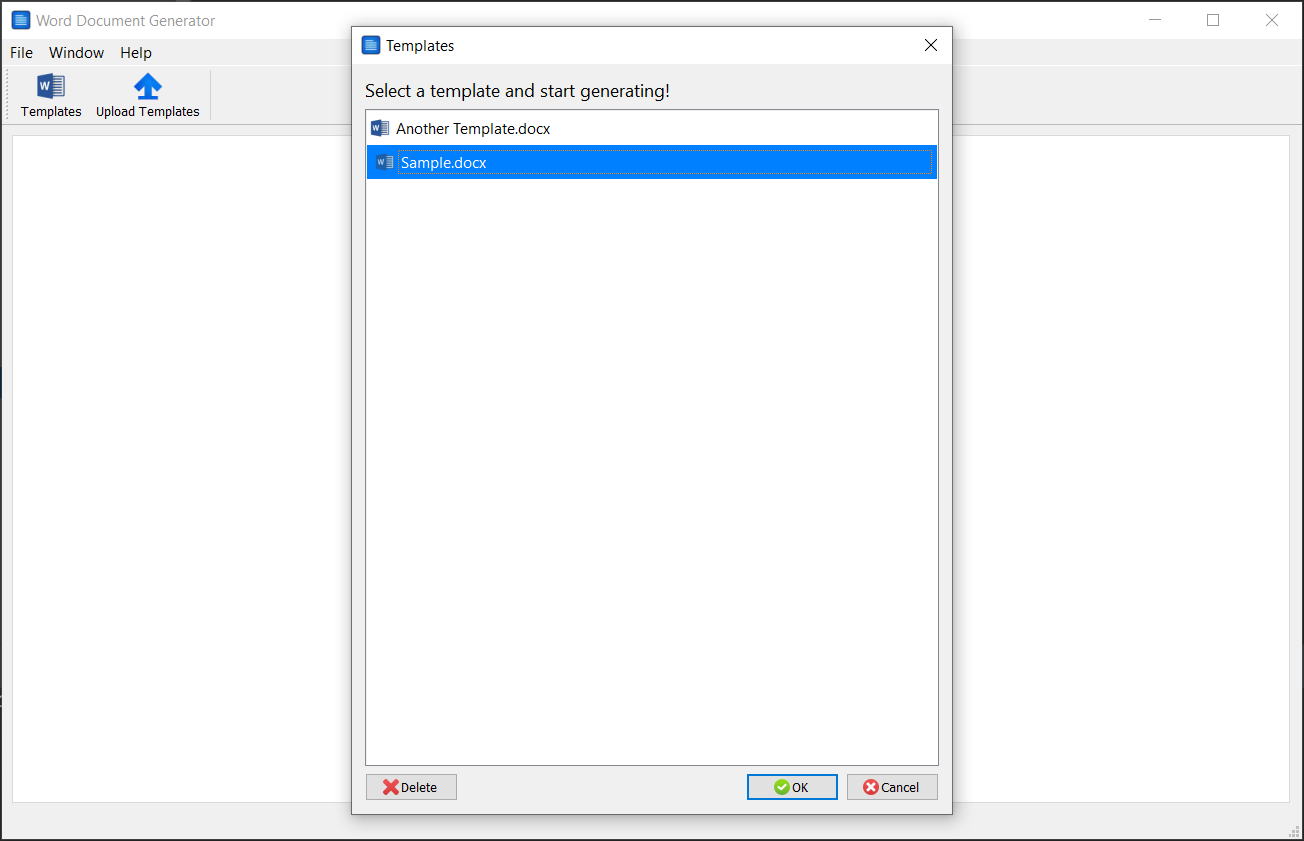 Word Document Generator
File Window Help
Templates Upload Templates
Templates
Select a template and start generating!
Another Template.docx
Sample.docx
Delete OK Cancel